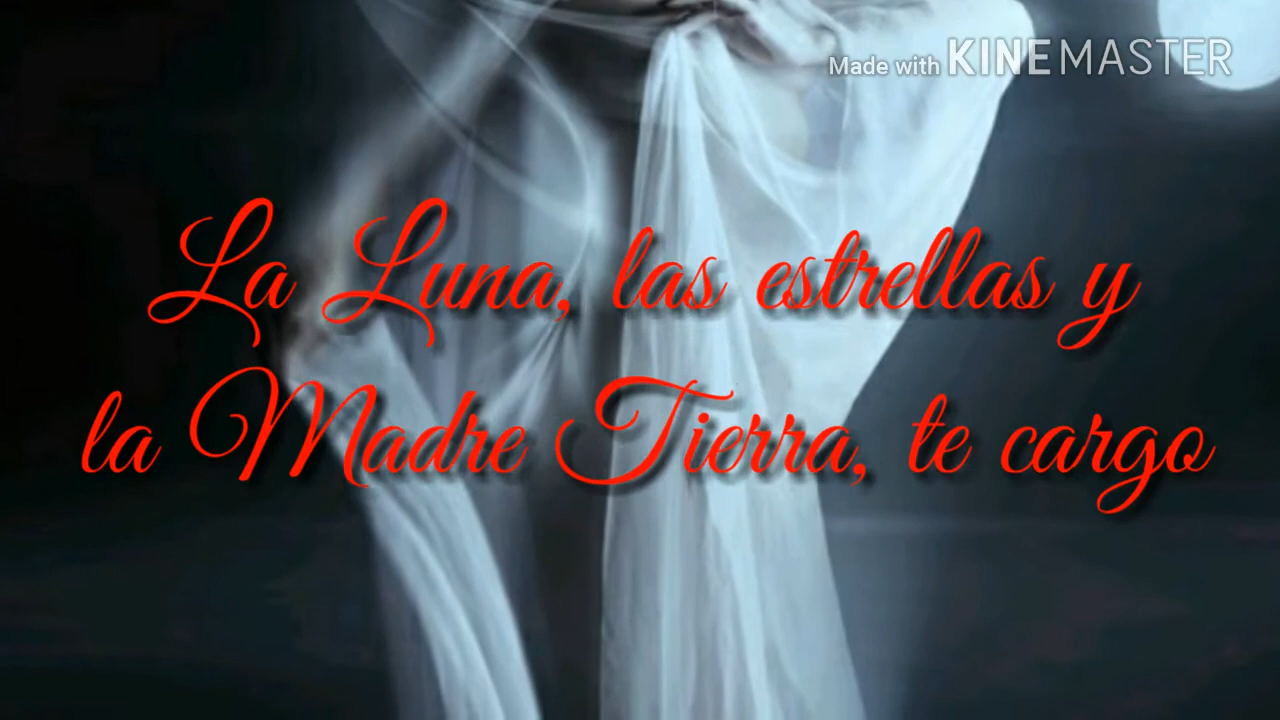 Made with KINEMASTER
La Luna, las estrellas y
la Madre Tierra, te cargo